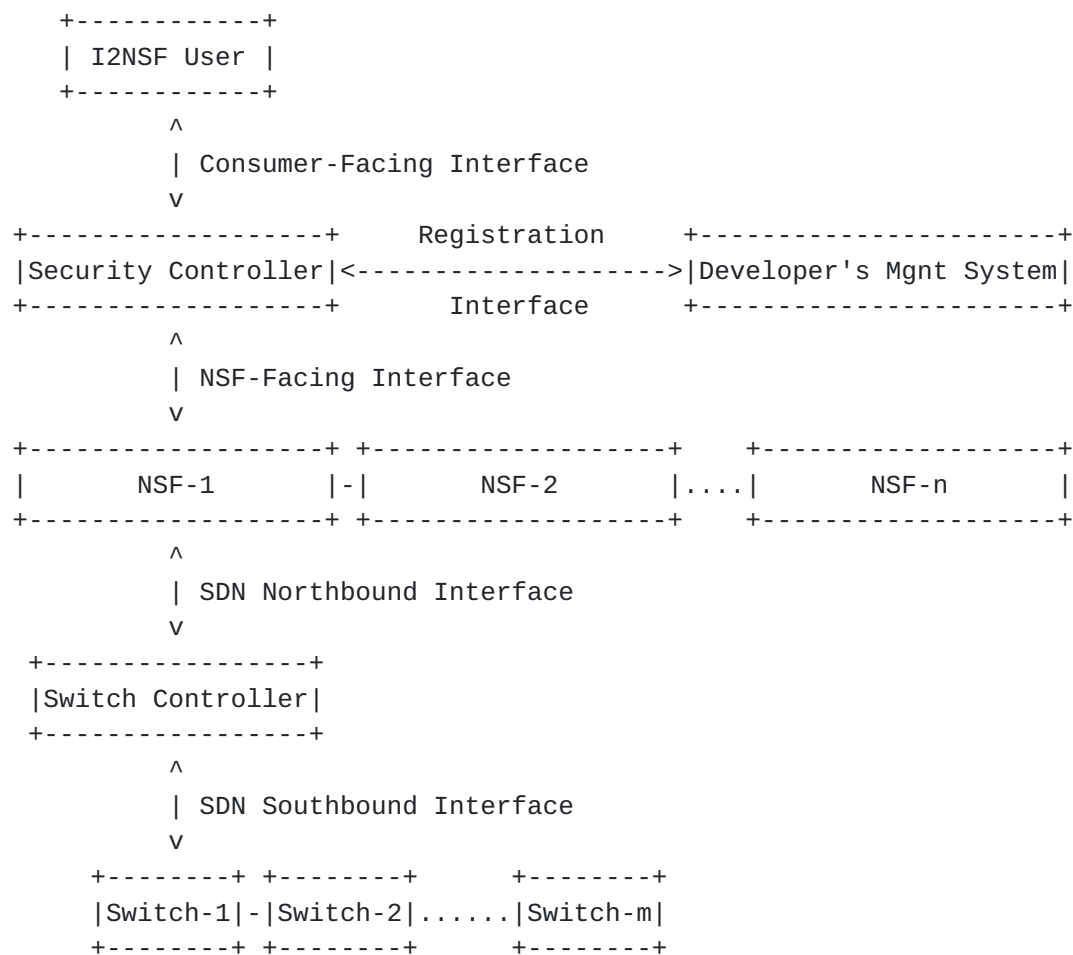 +------------+
| I2NSF User |
+------------+
^
| Consumer-Facing Interface
v
+-------------------+     Registration     +-----------------------+
|Security Controller|<-------------------->|Developer's Mgnt System|
+-------------------+       Interface      +-----------------------+
^
| NSF-Facing Interface
v
+-------------------+ +-------------------+    +-------------------+
|       NSF-1       |-|       NSF-2       |....|       NSF-n       |
+-------------------+ +-------------------+    +-------------------+
^
| SDN Northbound Interface
v
+-----------------+
|Switch Controller|
+-----------------+
^
| SDN Southbound Interface
v
+--------+ +--------+      +--------+
|Switch-1|-|Switch-2|......|Switch-m|
+--------+ +--------+      +--------+